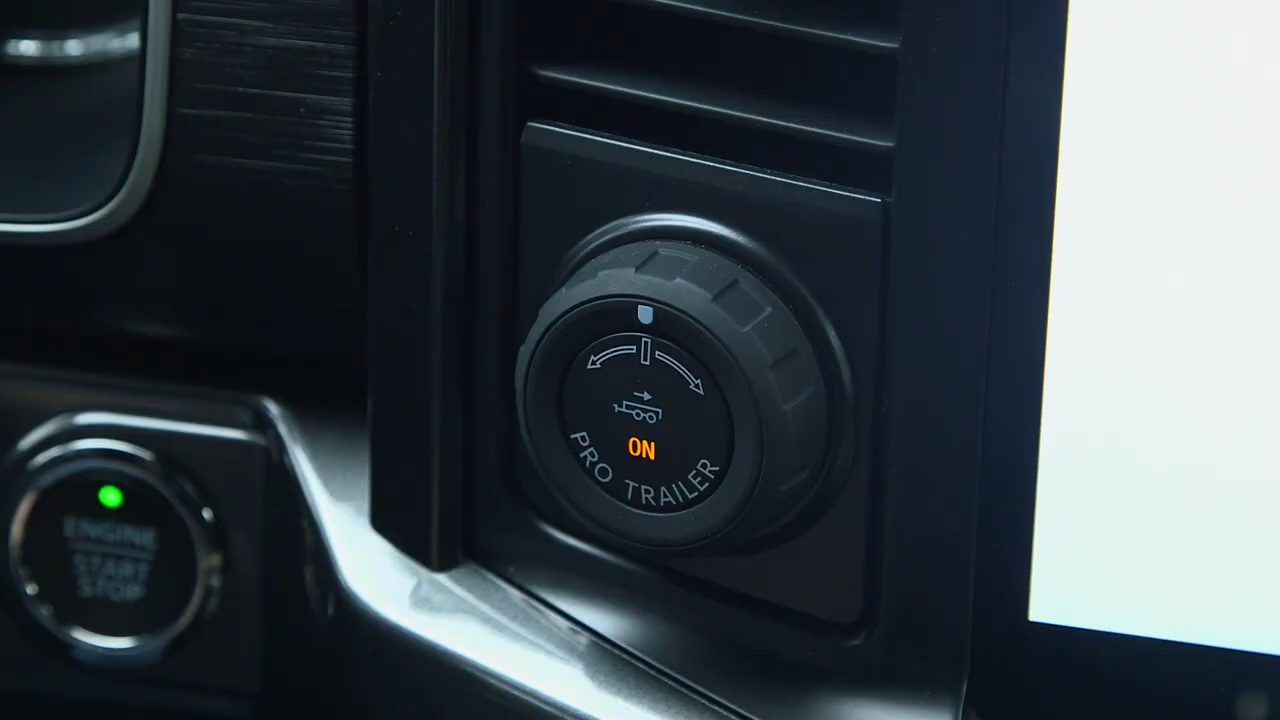 ON
PRO TRAILER
ENGINE
START
STOP